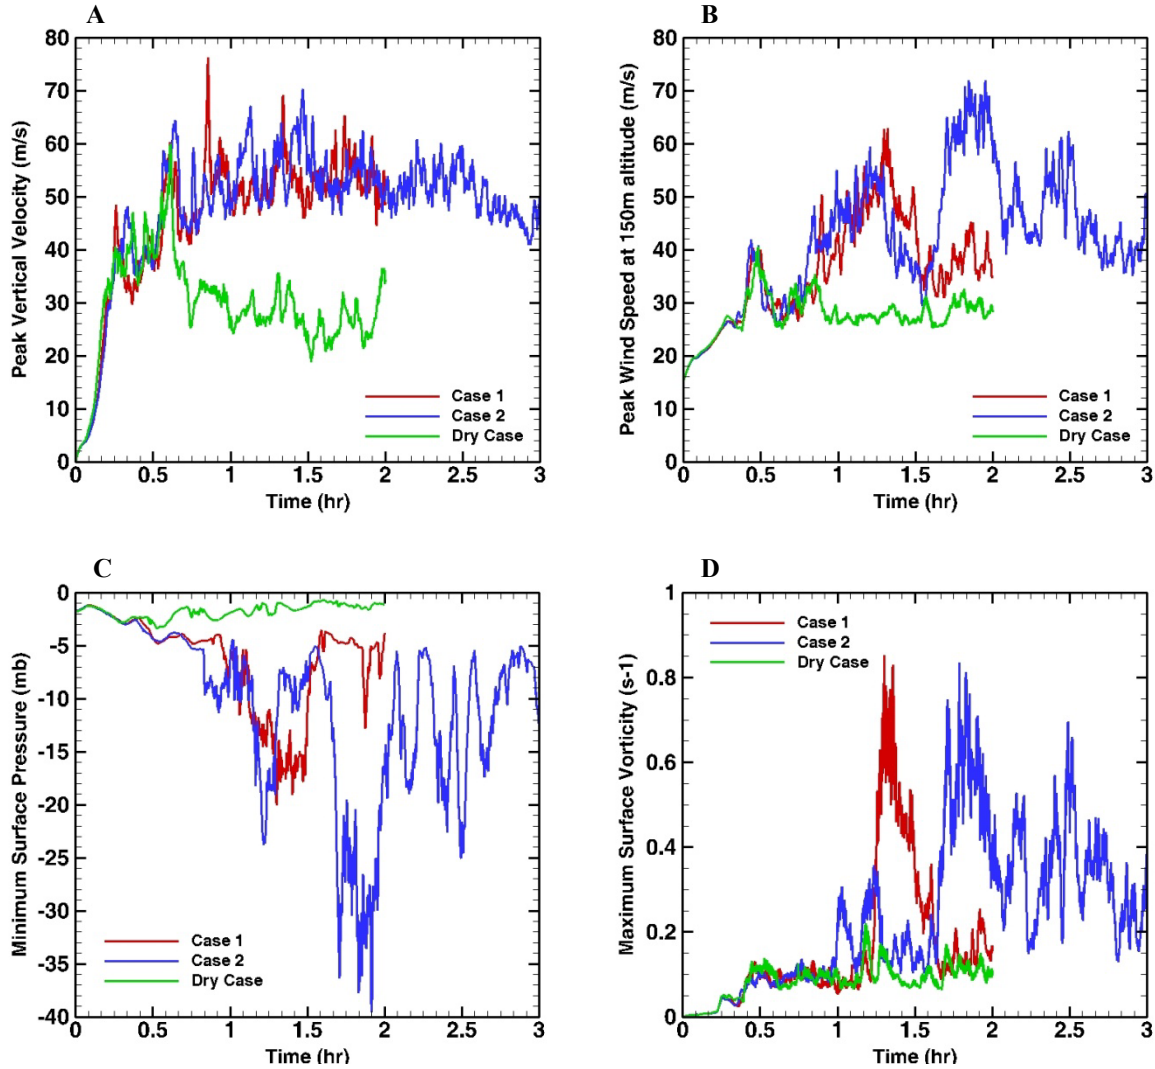 A
80
70
60
50
40
30
20
10
0
0
0.5
1
1.5
2
2.5
3
Peak Vertical Velocity (m/s)
Time (hr)
Case 1
Case 2
Dry Case
B
80
70
60
50
40
30
20
10
0
0
0.5
1
1.5
2
2.5
3
Peak Wind Speed at 150m altitude (m/s)
Time (hr)
Case 1
Case 2
Dry Case
C
0
-5
-10
-15
-20
-25
-30
-35
-40
0
0.5
1
1.5
2
2.5
3
Minimum Surface Pressure (mb)
Time (hr)
Case 1
Case 2
Dry Case
D
1
0.8
0.6
0.4
0.2
0
0
0.5
1
1.5
2
2.5
3
Maximum Surface Vorticity (s-1)
Time (hr)
Case 1
Case 2
Dry Case